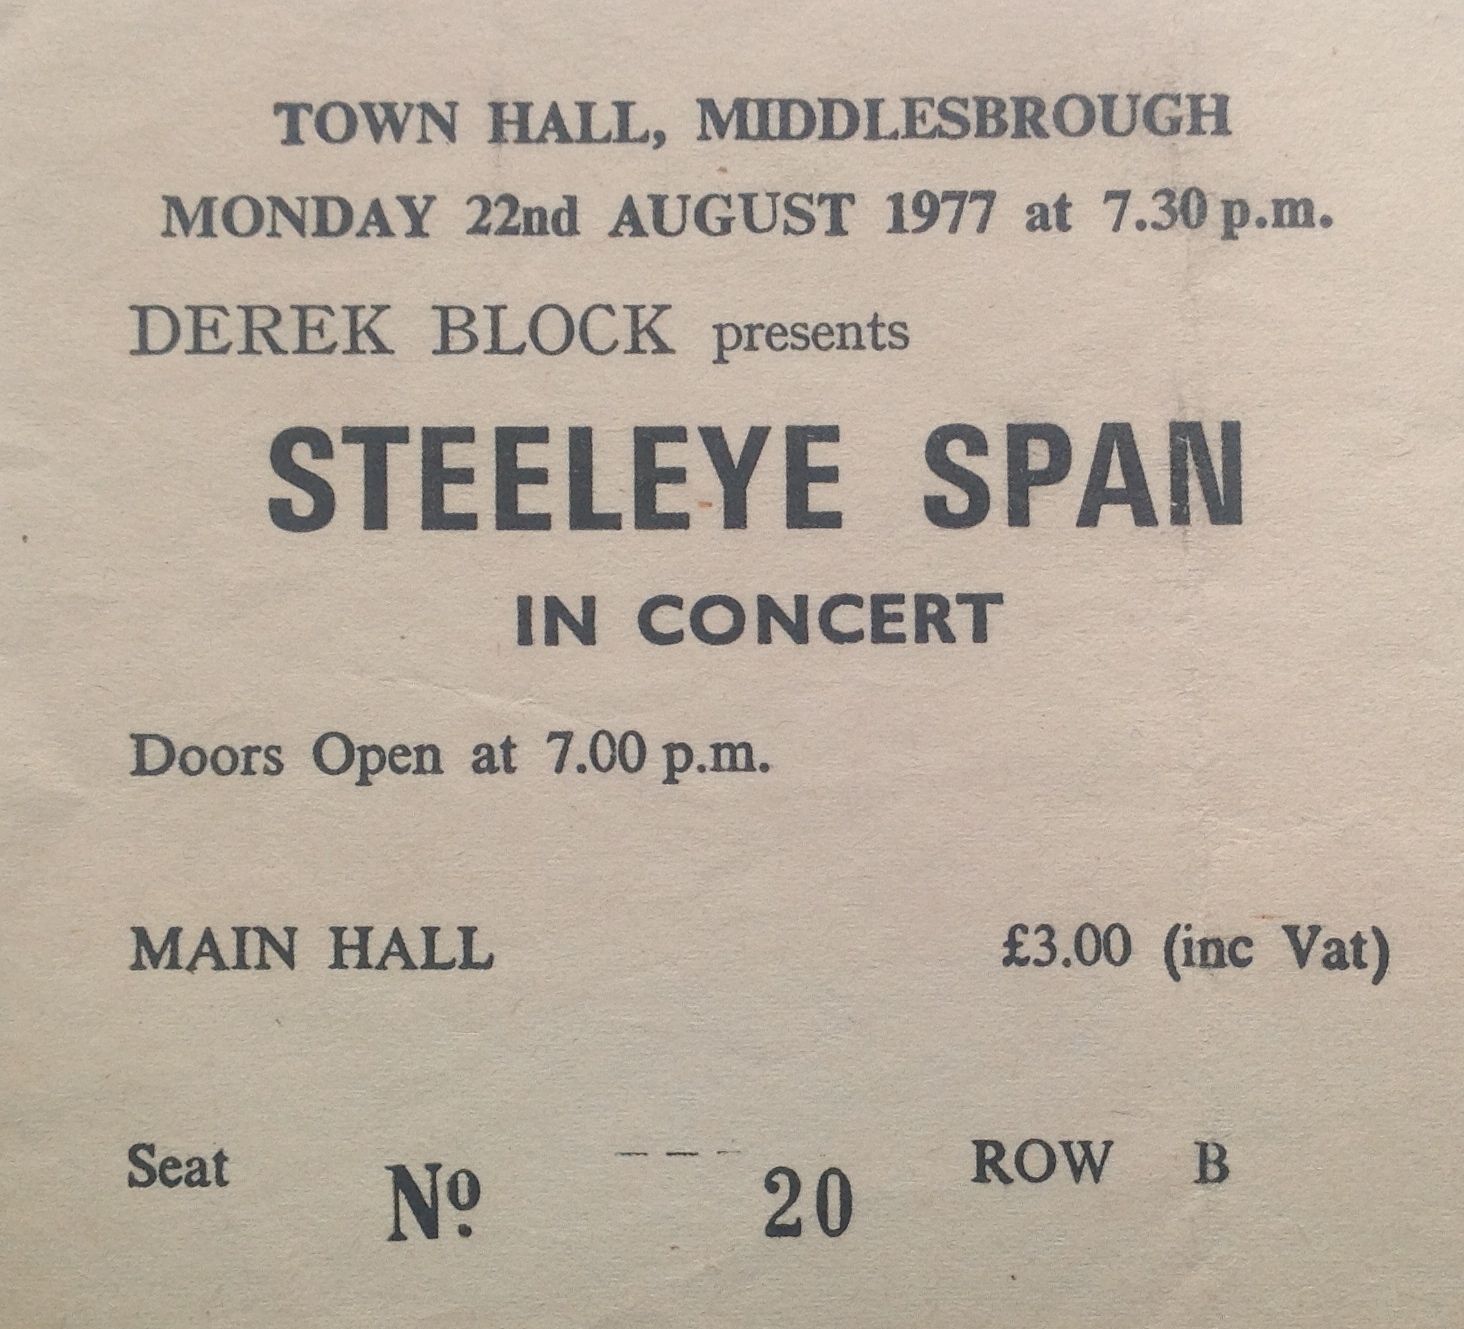 TOWN HALL, MIDDLESBROUGH
MONDAY 22nd AUGUST 1977 at 7.30 p.m.
DEREK BLOCK presents
STEELEYE SPAN
IN CONCERT
Doors Open at 7.00 p.m.
MAIN HALL £3.00 (inc Vat)
Seat Nº 20 ROW B